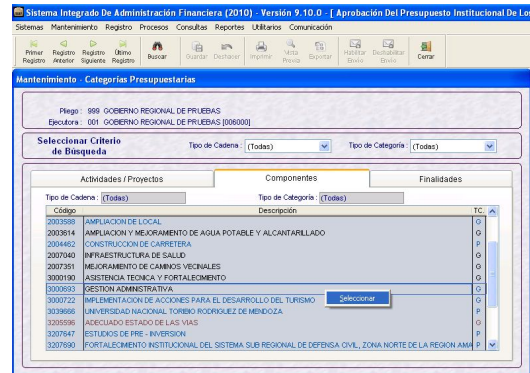 Sistema Integrado De Administración Financiera (2010) - Versión 9.10.0 - [ Aprobación Del Presupuesto Institucional De Los
Sistemas Mantenimiento Registro Procesos Consultas Reportes Utilitarios Comunicación
Primer Registro
Registro Anterior
Registro Siguiente
Último Registro
Buscar
Guardar
Deshacer
Imprimir
Vista Previa
Exportar
Habilitar Envío
Deshabilitar Envío
Cerrar
Mantenimiento - Categorías Presupuestarias
Pliego : 999 GOBIERNO REGIONAL DE PRUEBAS
Ejecutora : 001 GOBIERNO REGIONAL DE PRUEBAS [006000]
Seleccionar Criterio de Búsqueda
Tipo de Cadena : (Todas) Tipo de Categoría : (Todas)
Actividades / Proyectos Componentes Finalidades
Tipo de Cadena : (Todas) Tipo de Categoría : (Todas)
Código Descripción TC.
2003588 AMPLIACION DE LOCAL G
2003614 AMPLIACION Y MEJORAMIENTO DE AGUA POTABLE Y ALCANTARILLADO G
2004462 CONSTRUCCION DE CARRETERA P
2007040 INFRAESTRUCTURA DE SALUD G
2007351 MEJORAMIENTO DE CAMINOS VECINALES G
3000190 ASISTENCIA TECNICA Y FORTALECIMIENTO G
3000693 GESTION ADMINISTRATIVA G
3000722 IMPLEMENTACION DE ACCIONES PARA EL DESARROLLO DEL TURISMO Seleccionar P
3039666 UNIVERSIDAD NACIONAL TORIBIO RODRIGUEZ DE MENDOZA P
3205596 ADECUADO ESTADO DE LAS VIAS G
3207647 ESTUDIOS DE PRE - INVERSION P
3207690 FORTALECIMIENTO INSTITUCIONAL DEL SISTEMA SUB REGIONAL DE DEFENSA CIVIL, ZONA NORTE DE LA REGION AMA P